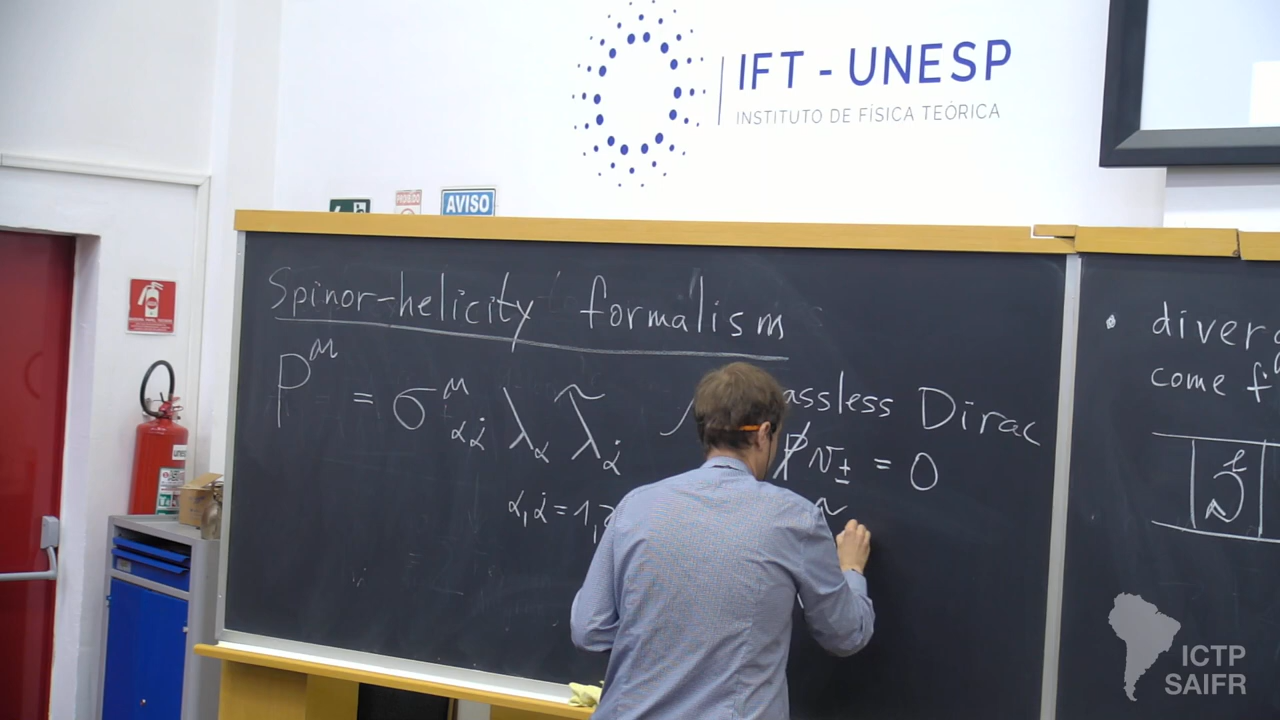 IFT - UNESP
INSTITUTO DE FÍSICA TEÓRICA
AVISO
Spinor-helicity formalism
P^μ = σ^μ_{αα̇} λ_α λ̃_α̇
α, α̇ = 1,
assless Dirac
p̸ v_± = 0
• diverg
come f
ICTP
SAIFR